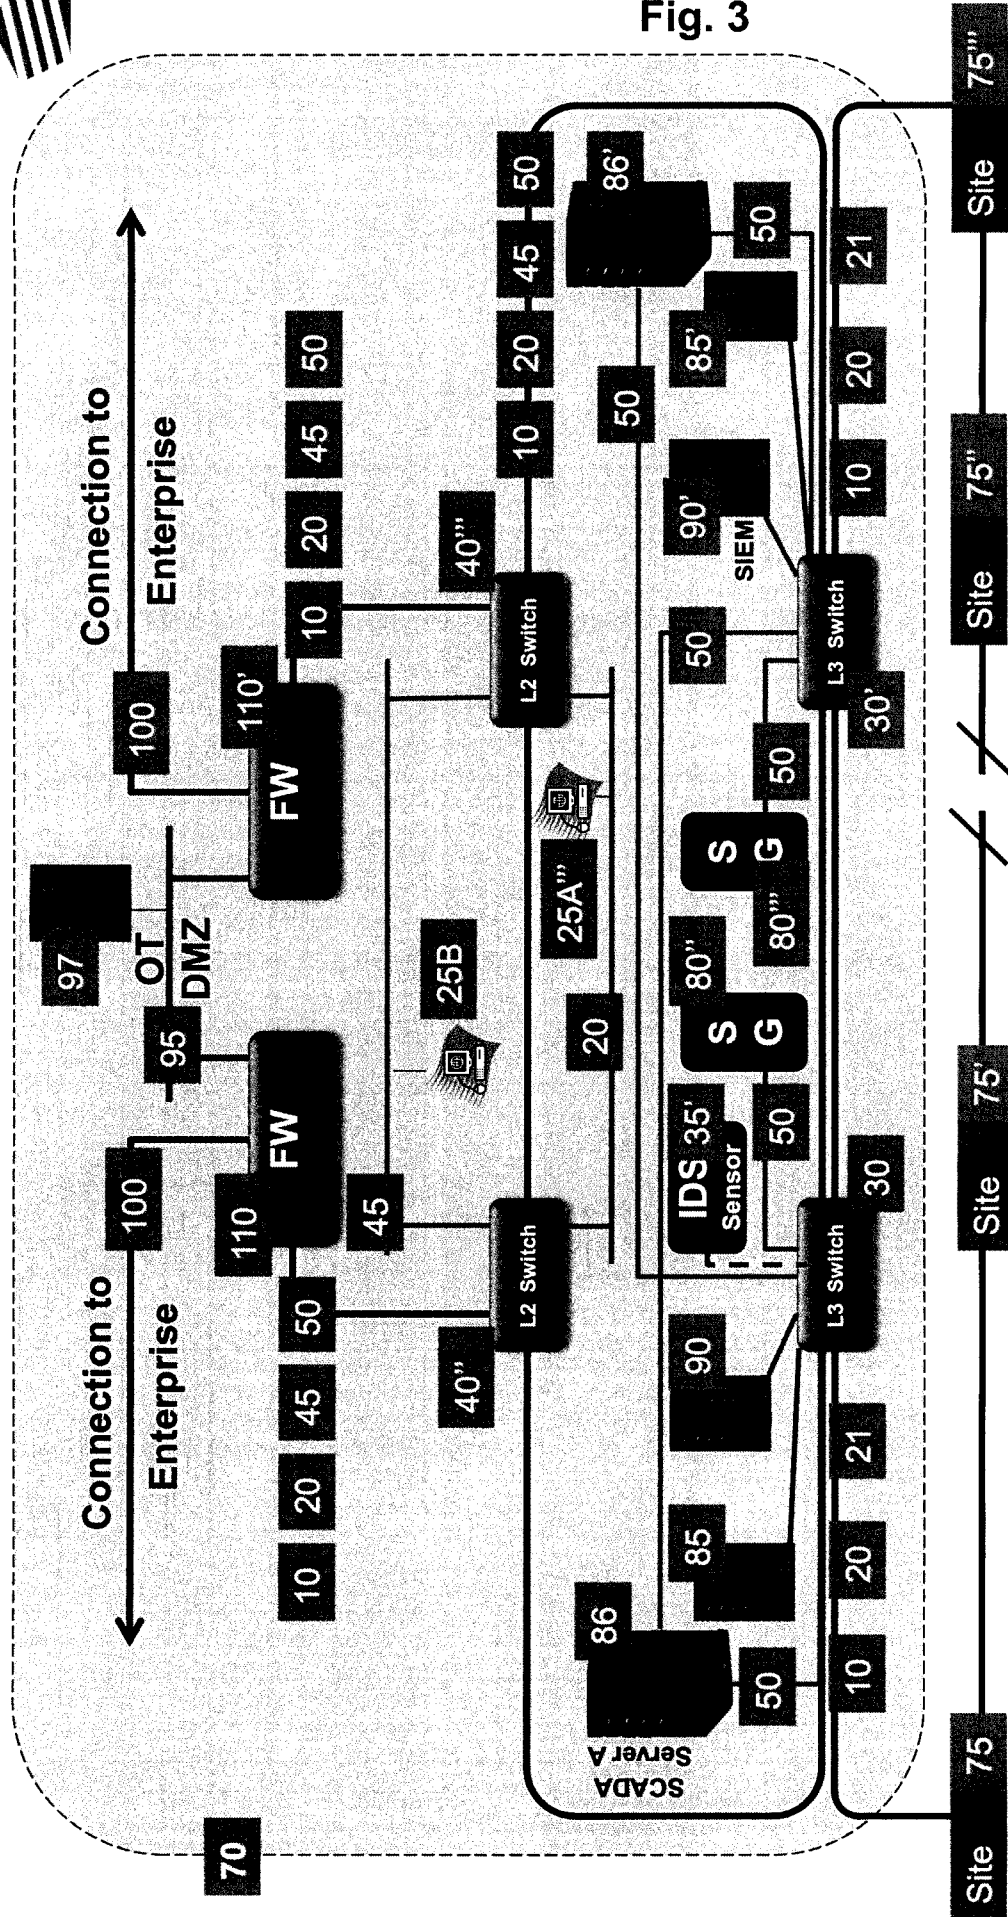 Fig. 3
70
Connection to
Enterprise
100
97
OT
DMZ
95
100
Connection to
Enterprise
110
FW
FW
110'
10
20
45
50
10
20
45
50
45
25B
40"
L2 Switch
L2 Switch
40'"
10
20
45
50
25A'"
20
SCADA
Server A
86
50
85
90
IDS 35'
Sensor
50
S
G
80"
S
G
80'"
50
50
SIEM
90'
50
85'
86'
50
L3 Switch
30
L3 Switch
30'
10
20
21
10
20
21
Site 75
Site 75'
Site 75"
Site 75'"